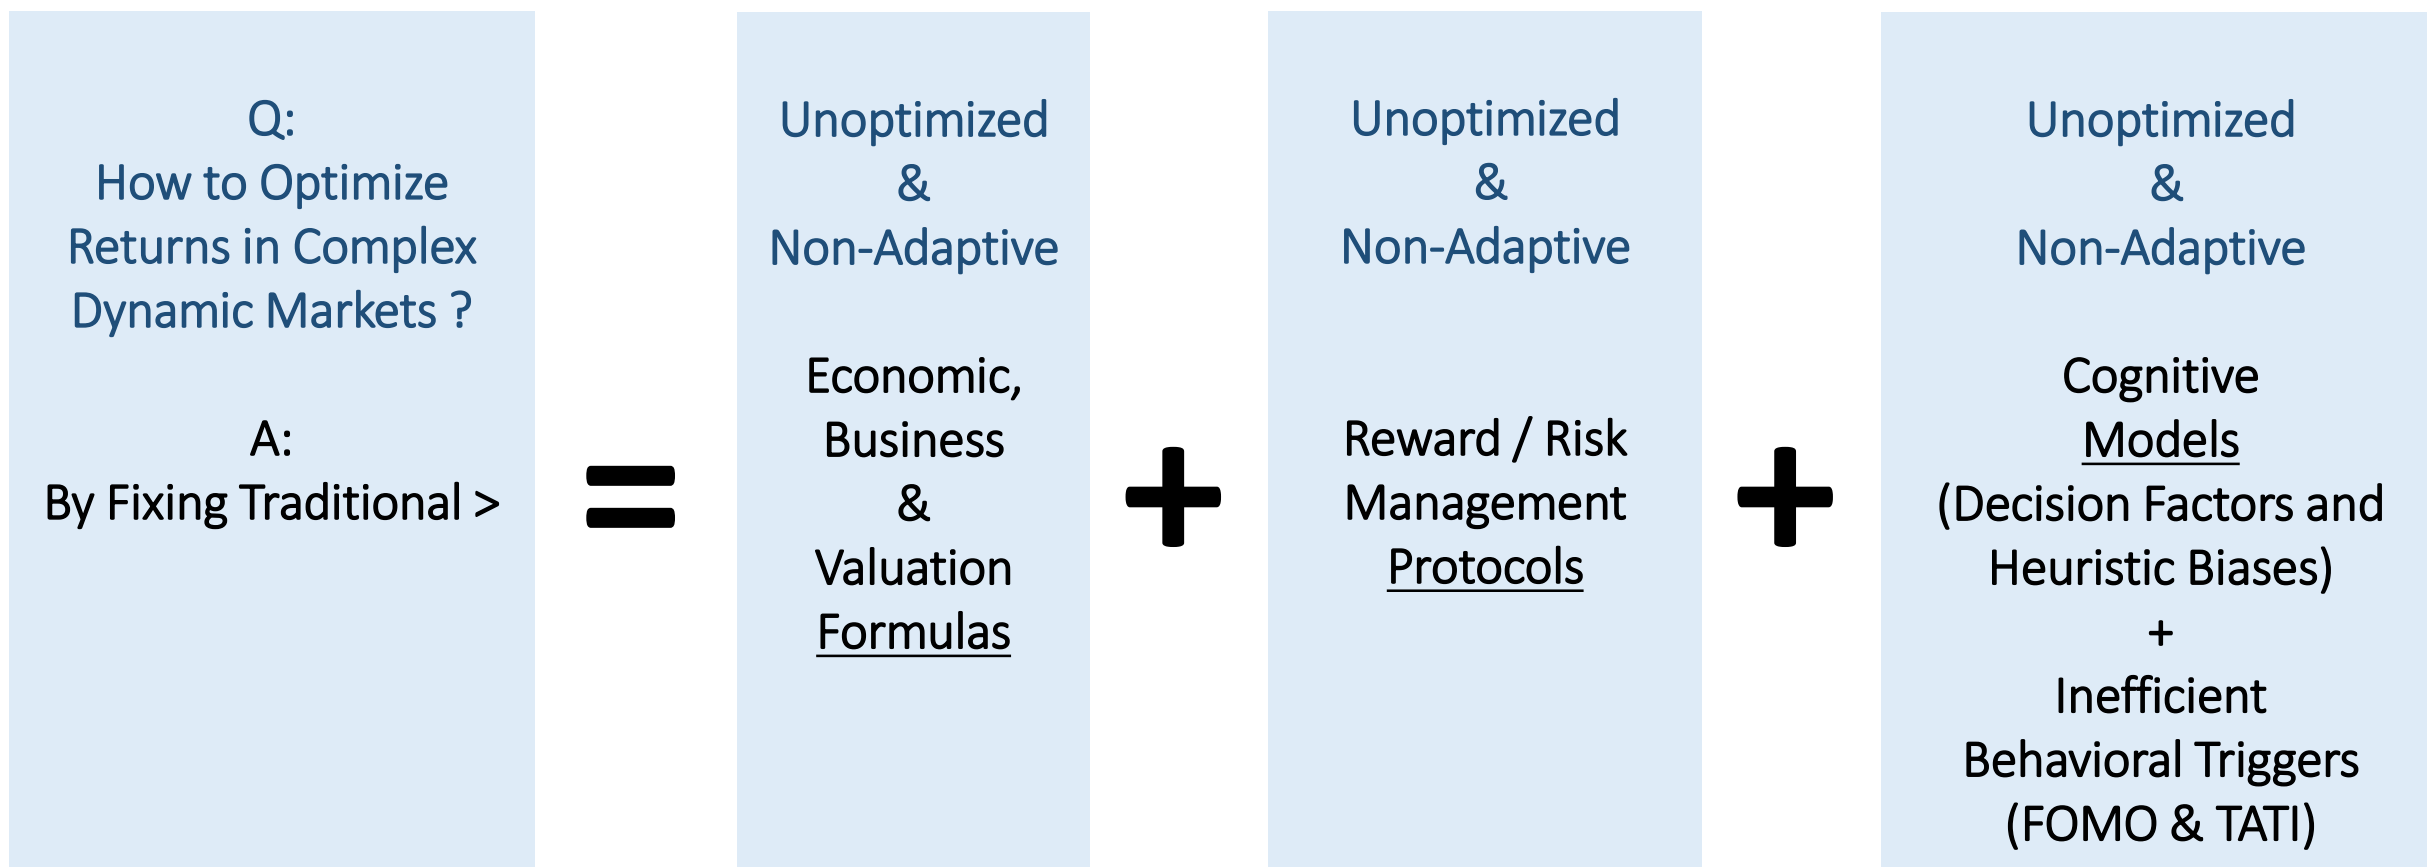 Q:
How to Optimize
Returns in Complex
Dynamic Markets ?
A:
By Fixing Traditional >
=
Unoptimized
&
Non-Adaptive
Economic,
Business
&
Valuation
Formulas
+
Unoptimized
&
Non-Adaptive
Reward / Risk
Management
Protocols
+
Unoptimized
&
Non-Adaptive
Cognitive
Models
(Decision Factors and
Heuristic Biases)
+
Inefficient
Behavioral Triggers
(FOMO & TATI)